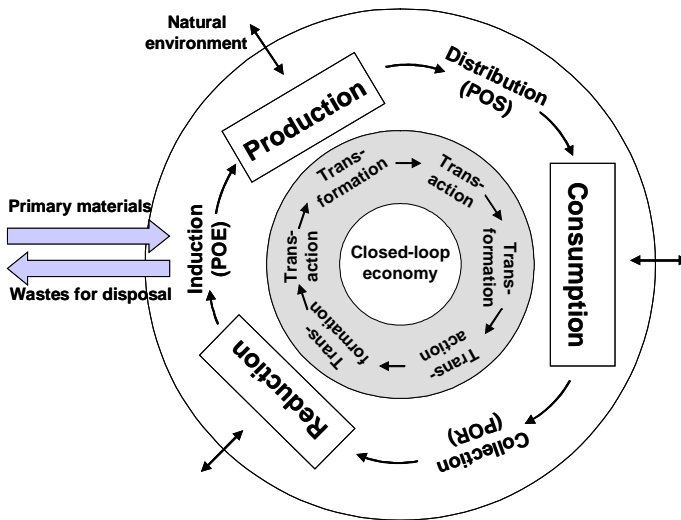 Natural
environment
Production
Distribution
(POS)
Consumption
Collection
(POR)
Reduction
Induction
(POE)
Primary materials
Wastes for disposal
Trans-
formation
Trans-
action
Trans-
formation
Trans-
action
Trans-
formation
Trans-
action
Closed-loop
economy